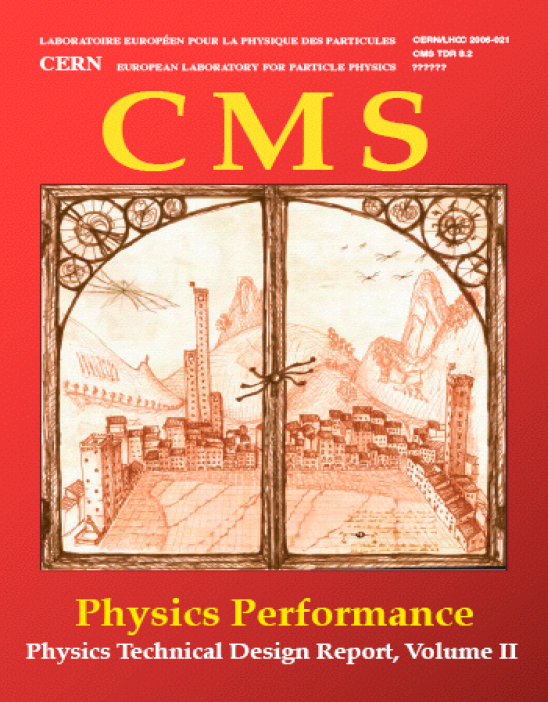 LABORATOIRE EUROPÉEN POUR LA PHYSIQUE DES PARTICULES
CERN/LHCC 2006-021
CMS TDR 8.2
CERN EUROPEAN LABORATORY FOR PARTICLE PHYSICS
??????
CMS
Physics Performance
Physics Technical Design Report, Volume II